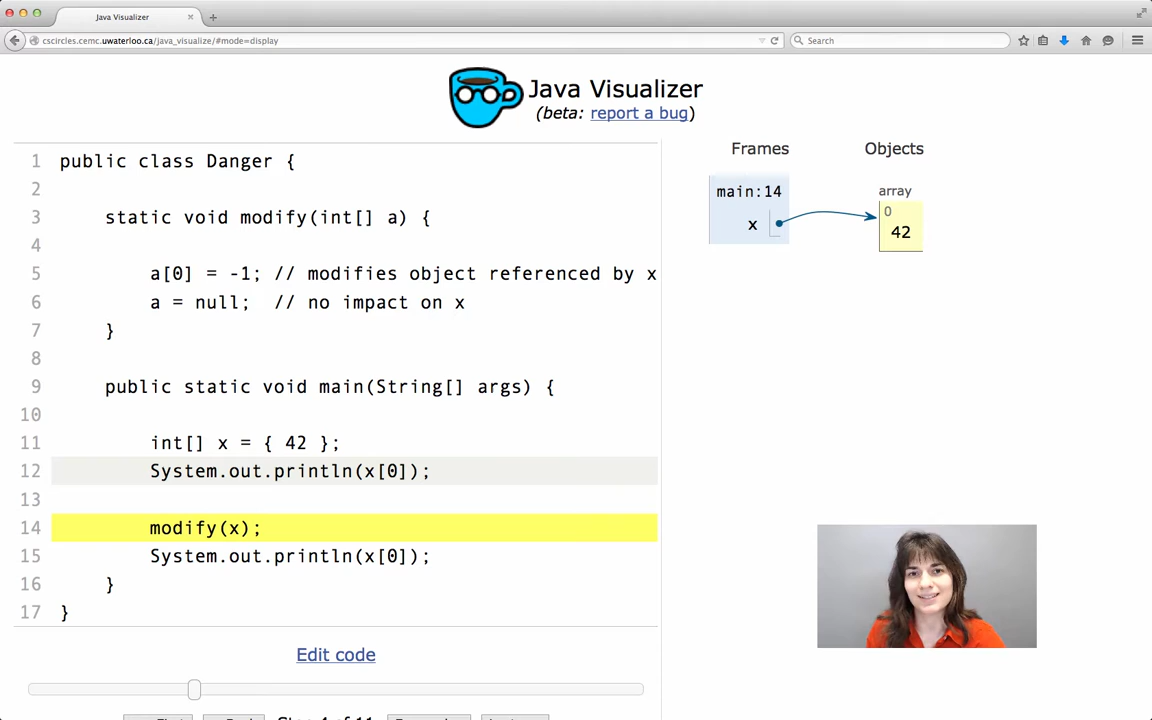 Java Visualizer
cscircles.cemc.uwaterloo.ca/java_visualize/#mode=display
Search
Java Visualizer
(beta: report a bug)
1 public class Danger {
2
3 static void modify(int[] a) {
4
5 a[0] = -1; // modifies object referenced by x
6 a = null; // no impact on x
7 }
8
9 public static void main(String[] args) {
10
11 int[] x = { 42 };
12 System.out.println(x[0]);
13
14 modify(x);
15 System.out.println(x[0]);
16 }
17 }
Edit code
Frames Objects
main:14
x
array
0
42